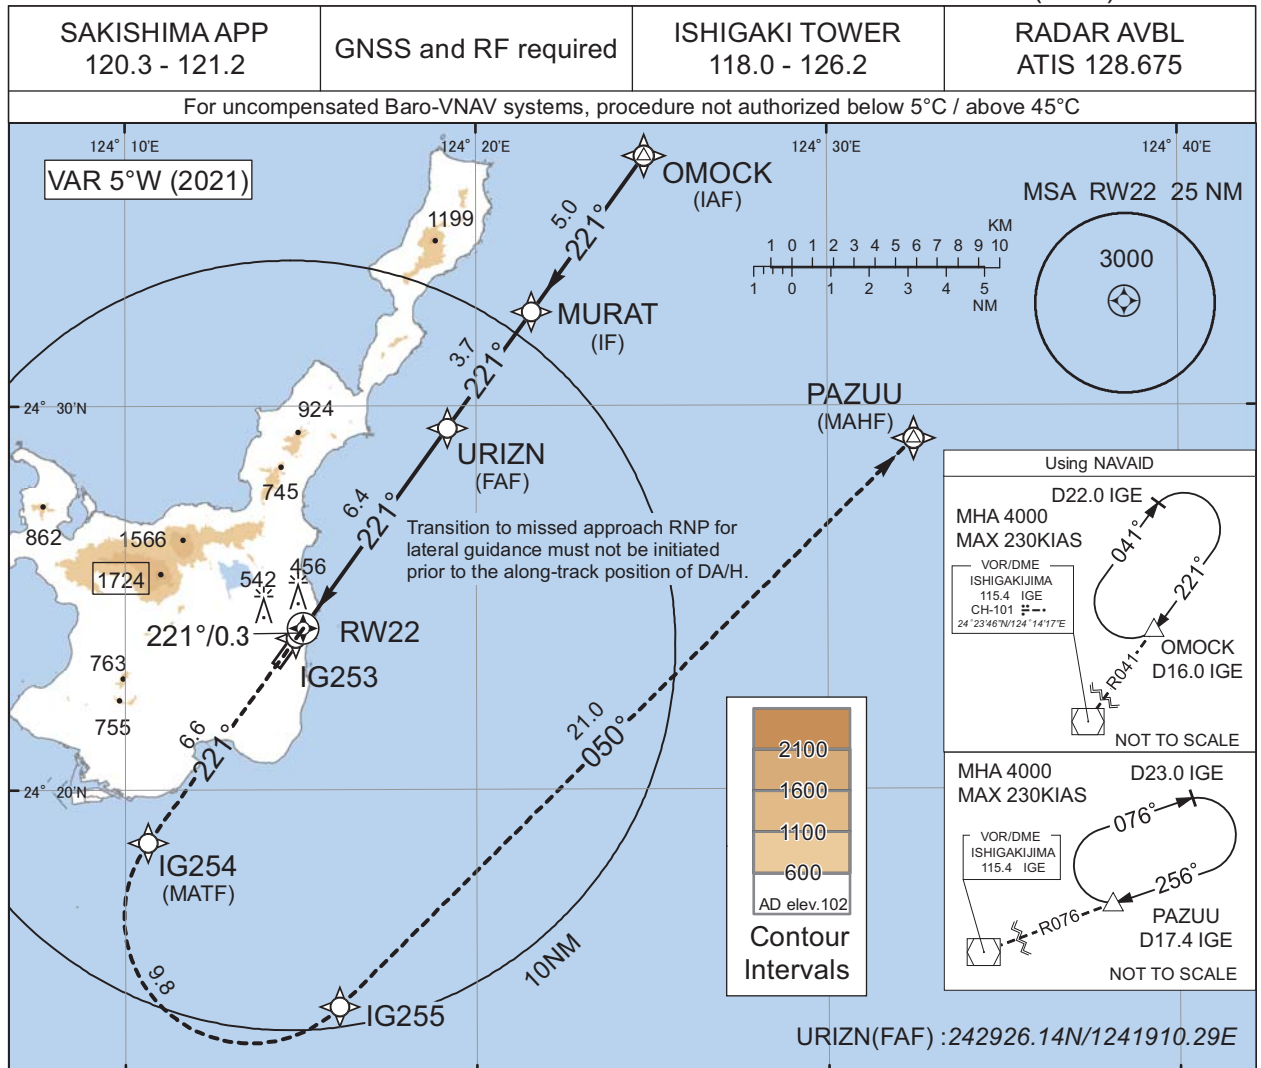 SAKISHIMA APP
120.3 - 121.2
GNSS and RF required
ISHIGAKI TOWER
118.0 - 126.2
RADAR AVBL
ATIS 128.675
For uncompensated Baro-VNAV systems, procedure not authorized below 5°C / above 45°C
124° 10'E
124° 20'E
124° 30'E
124° 40'E
VAR 5°W (2021)
OMOCK
(IAF)
MSA RW22 25 NM
3000
KM
1 0 1 2 3 4 5 6 7 8 9 10
1 0 1 2 3 4 5
NM
1199
5.0
221°
MURAT
(IF)
3.7
221°
PAZUU
(MAHF)
24° 30'N
924
URIZN
(FAF)
745
862
1566
1724
542
456
6.4
221°
Transition to missed approach RNP for
lateral guidance must not be initiated
prior to the along-track position of DA/H.
221°/0.3
RW22
IG253
763
755
6.6
221°
21.0
050°
24° 20'N
IG254
(MATF)
9.8
IG255
10NM
2100
1600
1100
600
AD elev.102
Contour
Intervals
Using NAVAID
D22.0 IGE
MHA 4000
MAX 230KIAS
041°
221°
VOR/DME
ISHIGAKIJIMA
115.4 IGE
CH-101
24°23'46"N/124°14'17"E
OMOCK
D16.0 IGE
R041
NOT TO SCALE
MHA 4000
MAX 230KIAS
D23.0 IGE
076°
256°
VOR/DME
ISHIGAKIJIMA
115.4 IGE
R076
PAZUU
D17.4 IGE
NOT TO SCALE
URIZN(FAF) :242926.14N/1241910.29E